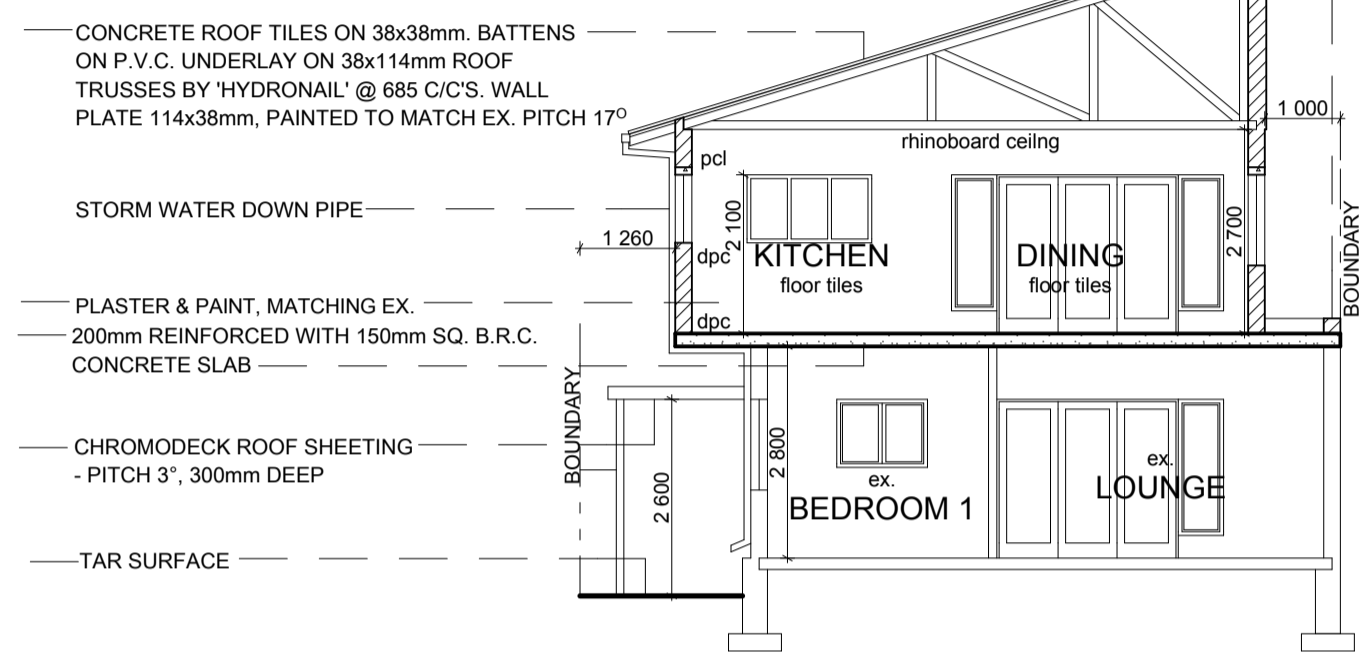 CONCRETE ROOF TILES ON 38x38mm. BATTENS
ON P.V.C. UNDERLAY ON 38x114mm ROOF
TRUSSES BY 'HYDRONAIL' @ 685 C/C'S. WALL
PLATE 114x38mm, PAINTED TO MATCH EX. PITCH 17°
1 000
rhinoboard ceilng
pcl
STORM WATER DOWN PIPE
1 260
2 100
2 700
BOUNDARY
dpc
KITCHEN
floor tiles
DINING
floor tiles
PLASTER & PAINT, MATCHING EX.
dpc
200mm REINFORCED WITH 150mm SQ. B.R.C.
CONCRETE SLAB
BOUNDARY
CHROMODECK ROOF SHEETING
- PITCH 3°, 300mm DEEP
2 600
2 800
ex.
BEDROOM 1
ex.
LOUNGE
TAR SURFACE